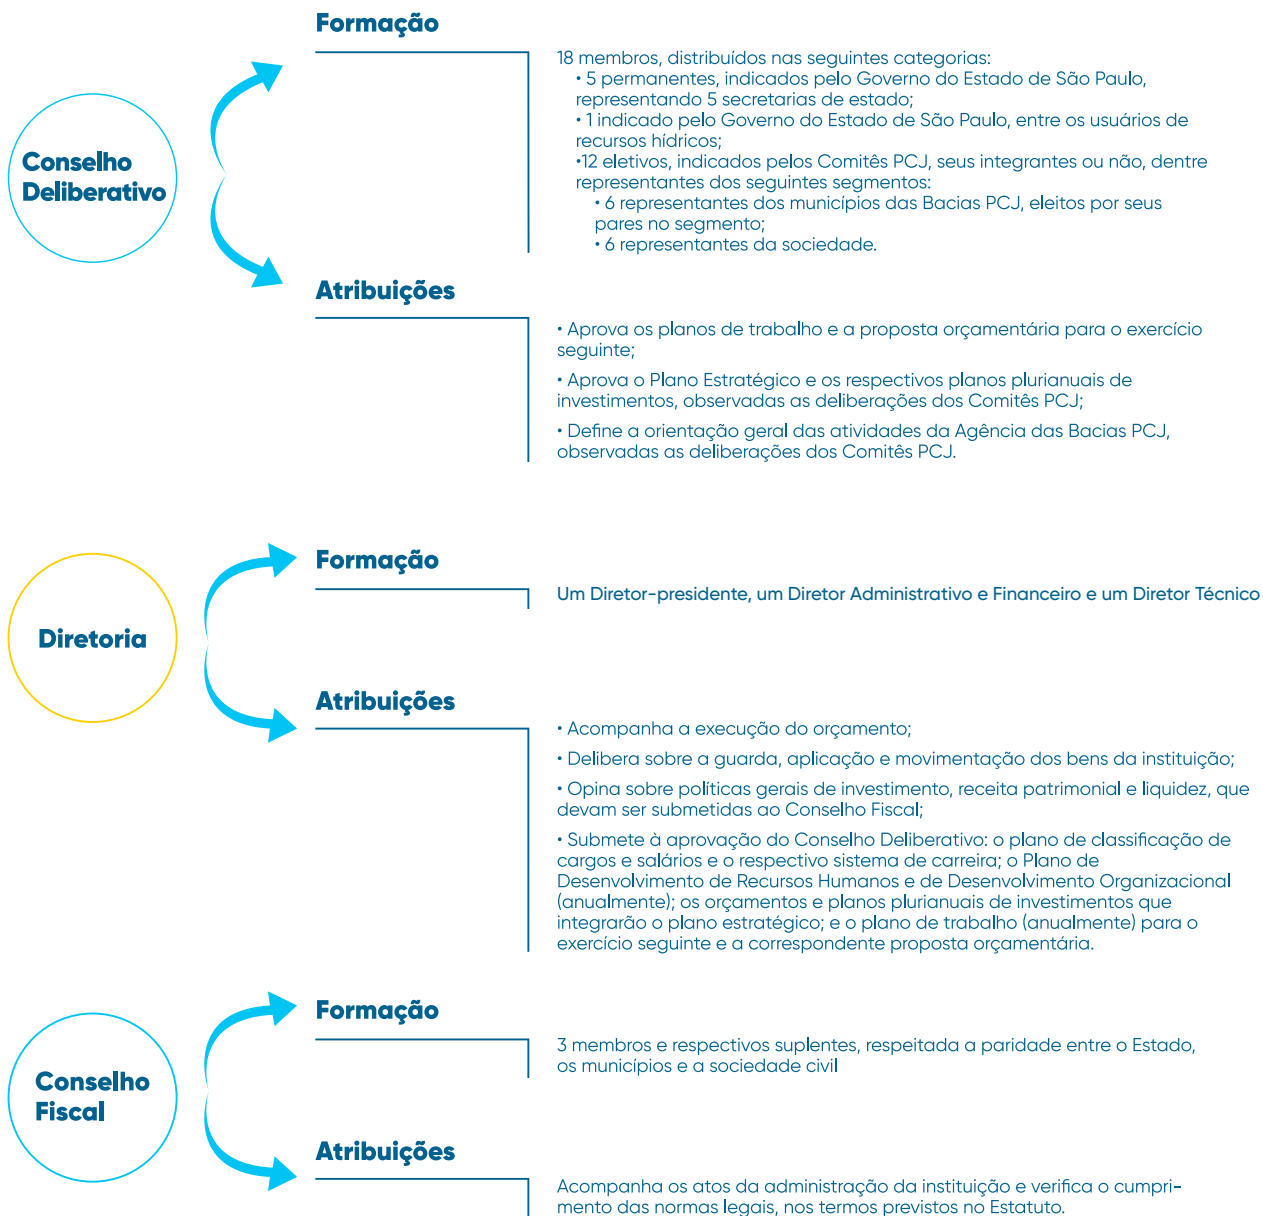 Conselho
Deliberativo
Formação
18 membros, distribuídos nas seguintes categorias:
• 5 permanentes, indicados pelo Governo do Estado de São Paulo,
representando 5 secretarias de estado;
• 1 indicado pelo Governo do Estado de São Paulo, entre os usuários de
recursos hídricos;
•12 eletivos, indicados pelos Comitês PCJ, seus integrantes ou não, dentre
representantes dos seguintes segmentos:
• 6 representantes dos municípios das Bacias PCJ, eleitos por seus
pares no segmento;
• 6 representantes da sociedade.
Atribuições
• Aprova os planos de trabalho e a proposta orçamentária para o exercício
seguinte;
• Aprova o Plano Estratégico e os respectivos planos plurianuais de
investimentos, observadas as deliberações dos Comitês PCJ;
• Define a orientação geral das atividades da Agência das Bacias PCJ,
observadas as deliberações dos Comitês PCJ.
Diretoria
Formação
Um Diretor-presidente, um Diretor Administrativo e Financeiro e um Diretor Técnico
Atribuições
• Acompanha a execução do orçamento;
• Delibera sobre a guarda, aplicação e movimentação dos bens da instituição;
• Opina sobre políticas gerais de investimento, receita patrimonial e liquidez, que
devam ser submetidas ao Conselho Fiscal;
• Submete à aprovação do Conselho Deliberativo: o plano de classificação de
cargos e salários e o respectivo sistema de carreira; o Plano de
Desenvolvimento de Recursos Humanos e de Desenvolvimento Organizacional
(anualmente); os orçamentos e planos plurianuais de investimentos que
integrarão o plano estratégico; e o plano de trabalho (anualmente) para o
exercício seguinte e a correspondente proposta orçamentária.
Conselho
Fiscal
Formação
3 membros e respectivos suplentes, respeitada a paridade entre o Estado,
os municípios e a sociedade civil
Atribuições
Acompanha os atos da administração da instituição e verifica o cumpri-
mento das normas legais, nos termos previstos no Estatuto.